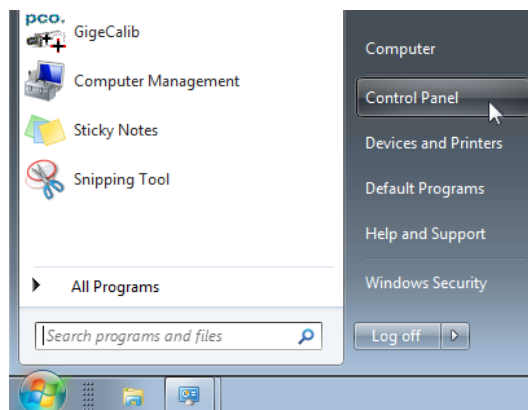 pco.
GigeCalib
Computer Management
Sticky Notes
Snipping Tool
All Programs
Search programs and files
Computer
Control Panel
Devices and Printers
Default Programs
Help and Support
Windows Security
Log off